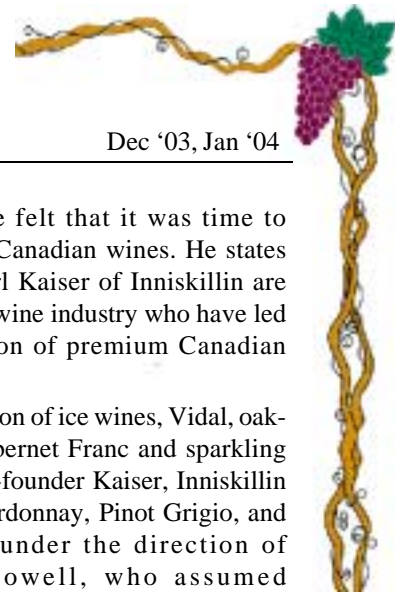 Dec ‘03, Jan ‘04
e felt that it was time to
Canadian wines. He states
rl Kaiser of Inniskillin are
wine industry who have led
on of premium Canadian
on of ice wines, Vidal, oak-
bernet Franc and sparkling
-founder Kaiser, Inniskillin
rdonnay, Pinot Grigio, and
under the direction of
owell, who assumed